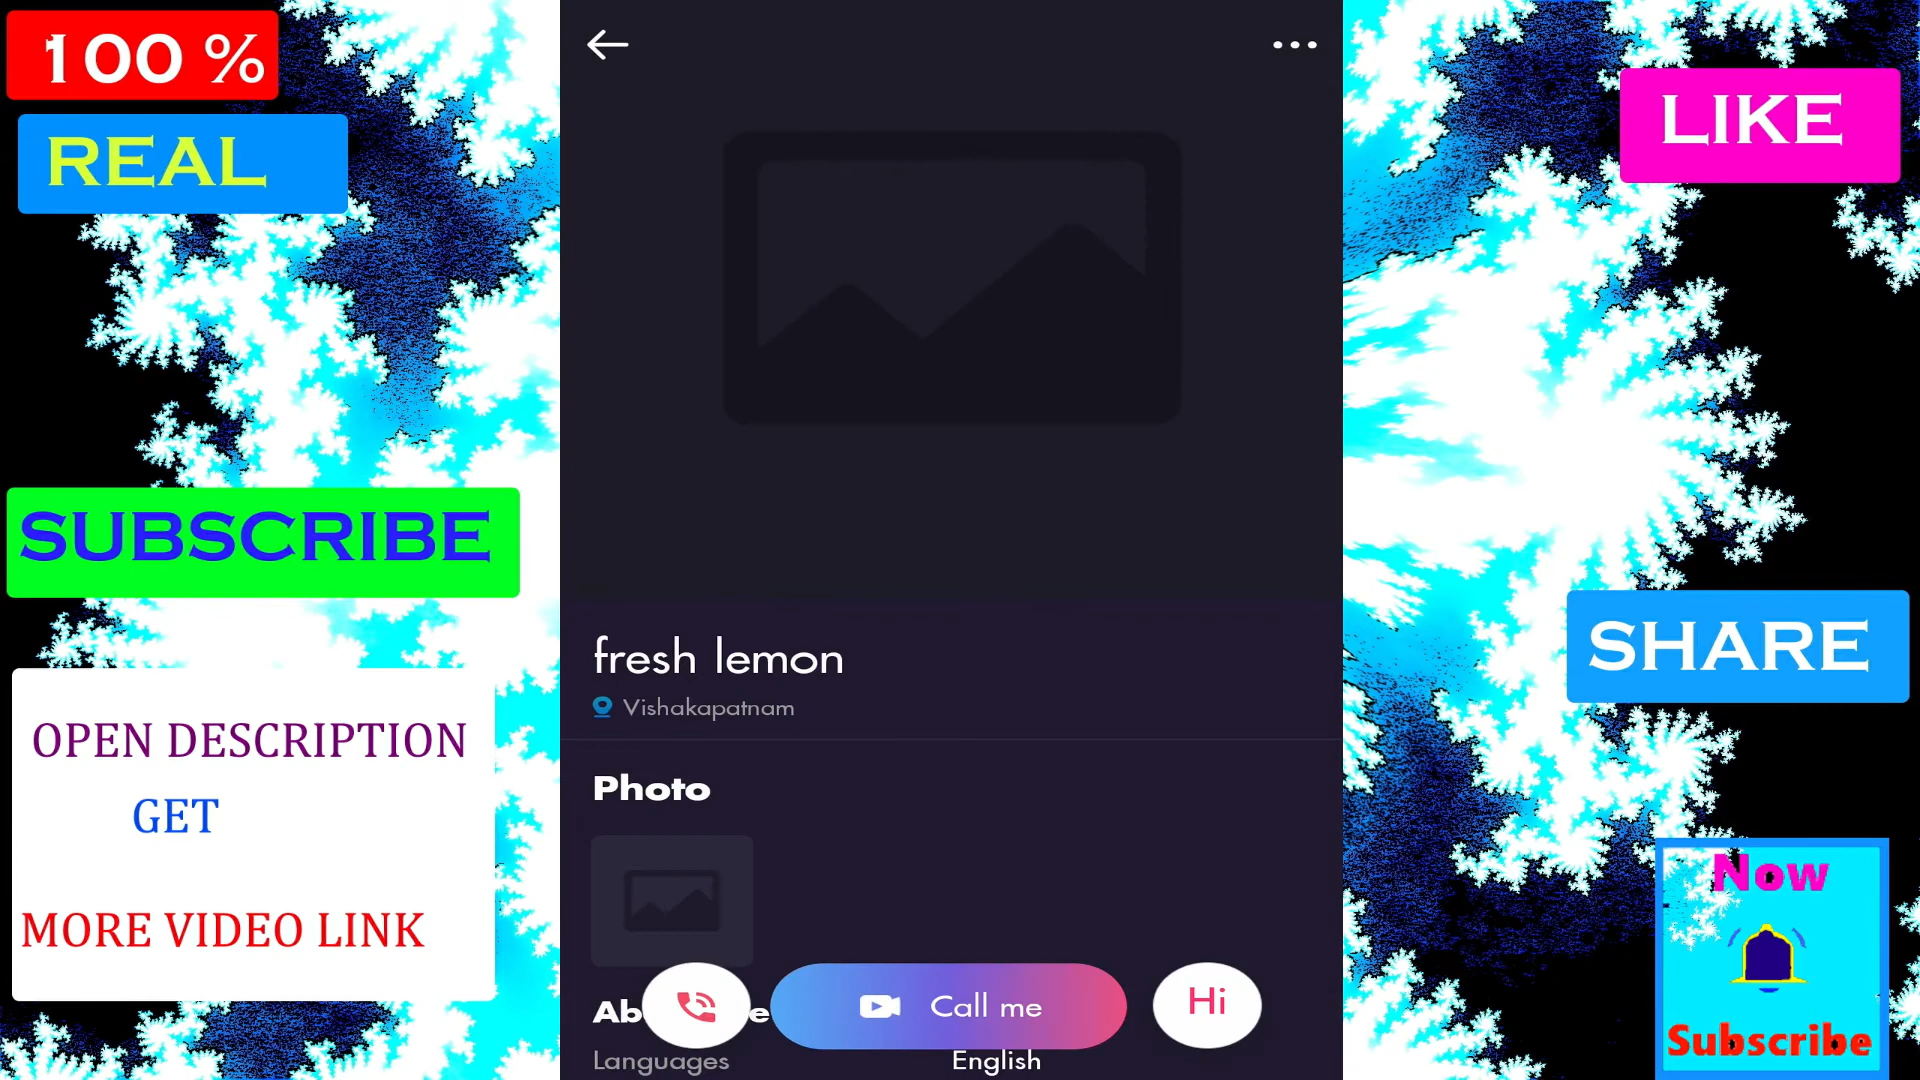 100 %
REAL
SUBSCRIBE
OPEN DESCRIPTION
GET
MORE VIDEO LINK
fresh lemon
Vishakapatnam
Photo
Ab e
Call me
Hi
Languages English
LIKE
SHARE
Now
Subscribe